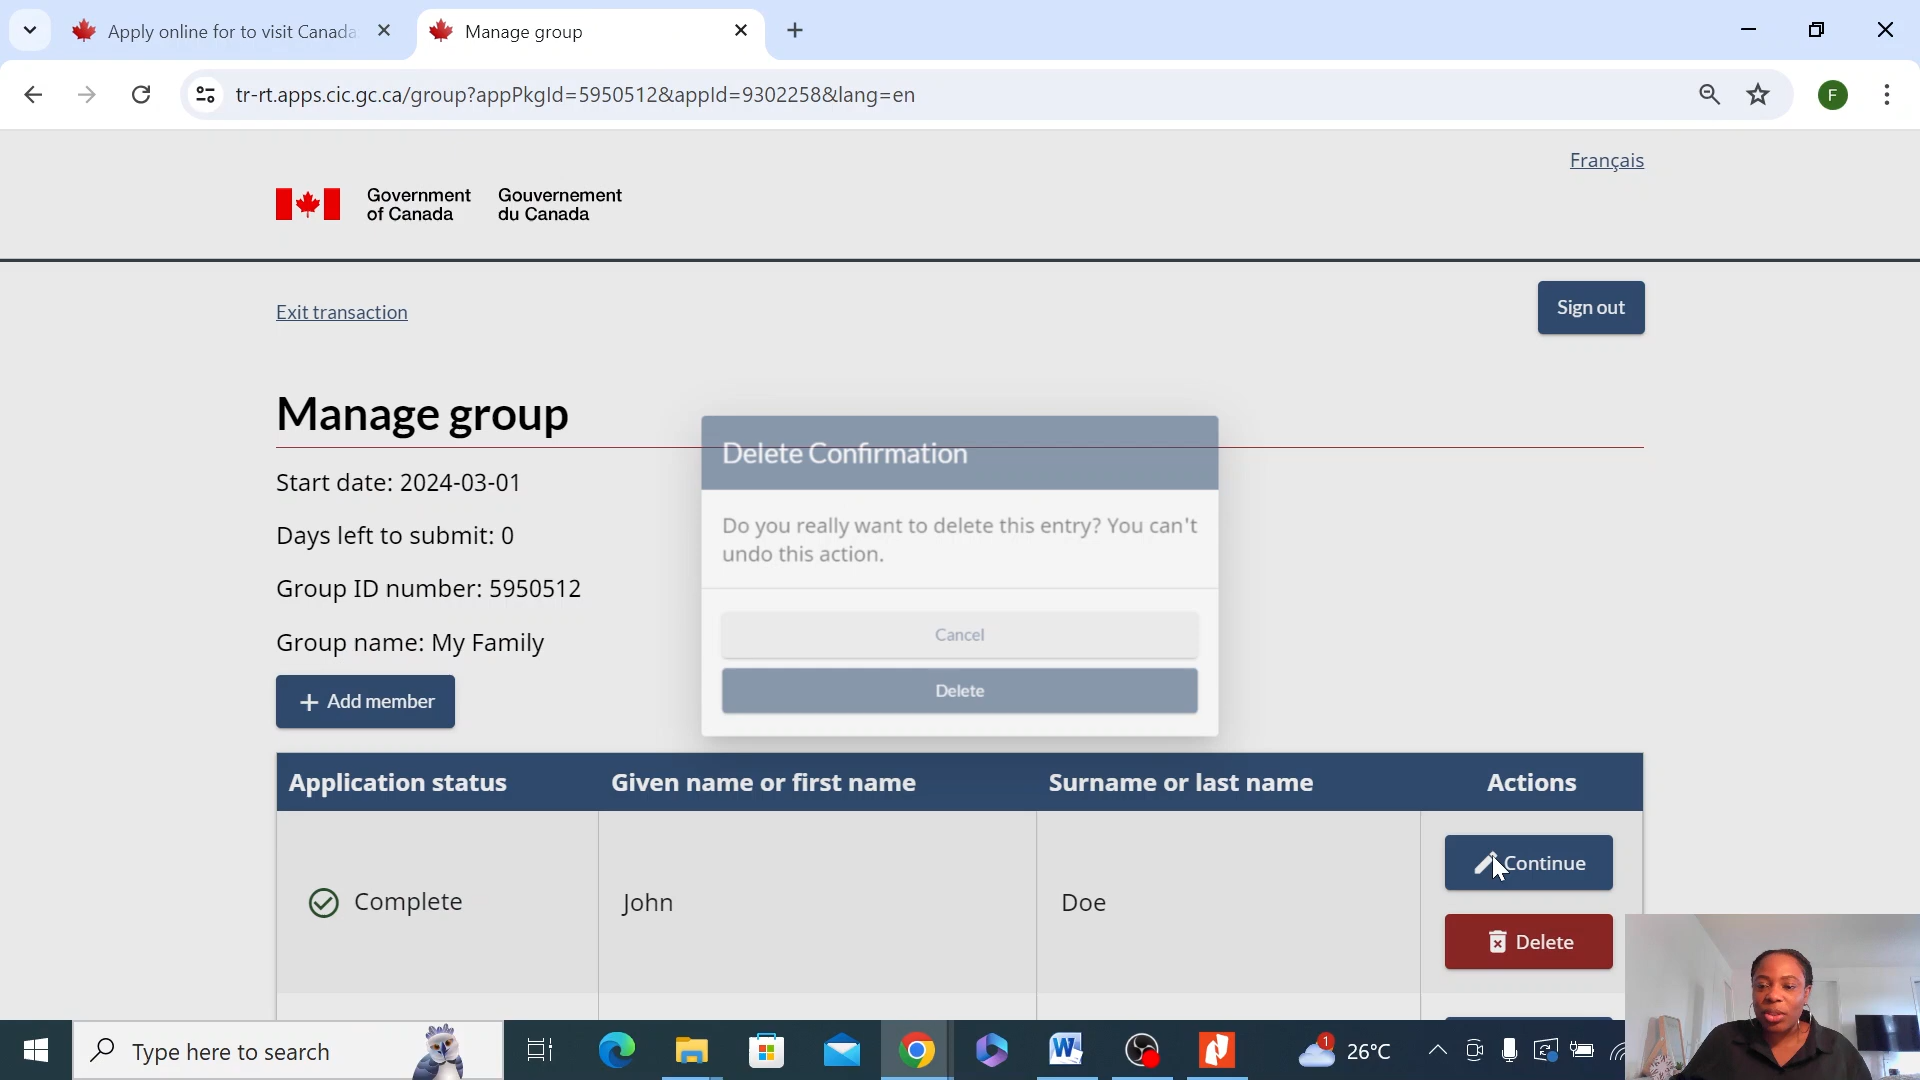 Apply online for to visit Canada
Manage group
tr-rt.apps.cic.gc.ca/group?appPkgId=5950512&appId=9302258&lang=en
F
Français
Government Gouvernement
of Canada du Canada
Exit transaction
Sign out
Manage group
Delete Confirmation
Start date: 2024-03-01
Do you really want to delete this entry? You can't
undo this action.
Days left to submit: 0
Group ID number: 5950512
Cancel
Group name: My Family
Delete
+ Add member
Application status Given name or first name Surname or last name Actions
Complete John Doe
Continue
Delete
Type here to search
1 26°C